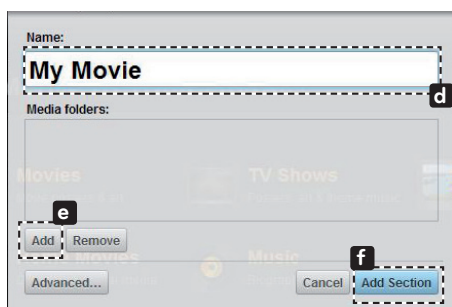 Name:
My Movie
d
Media folders:
Movies TV Shows
e
Add Remove
Movies Music
f
Advanced... Cancel Add Section